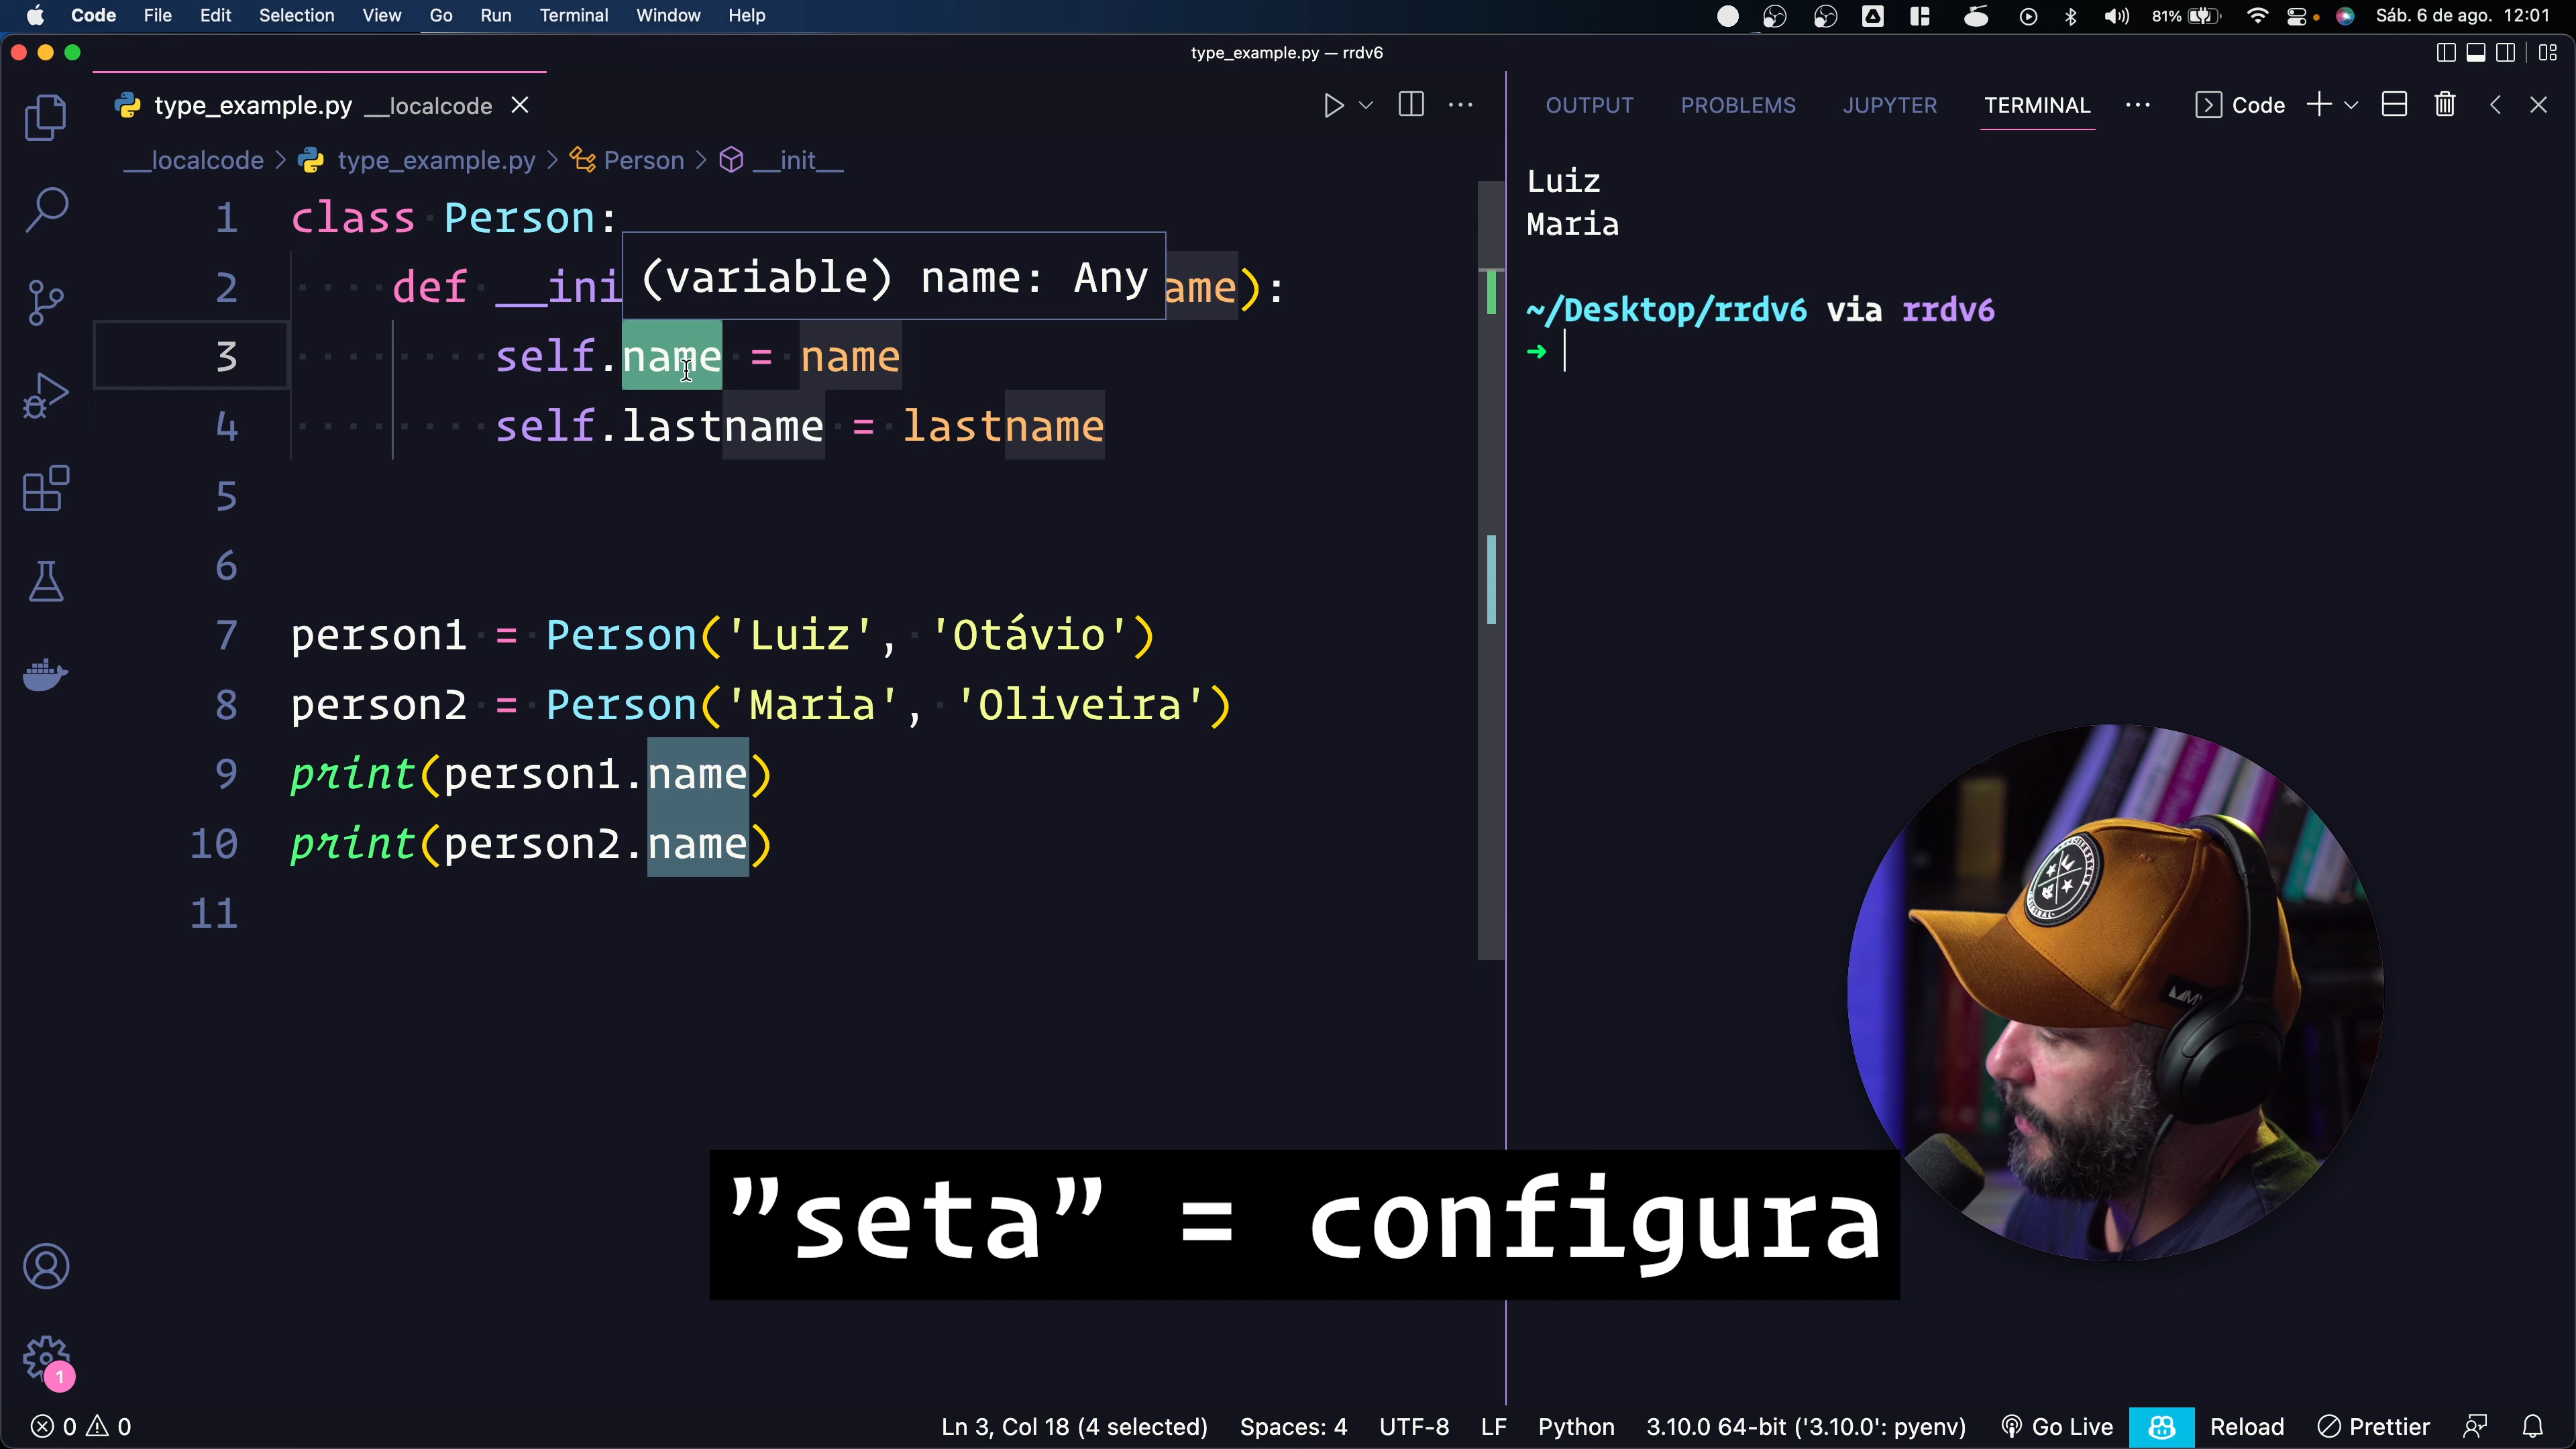 Code File Edit Selection View Go Run Terminal Window Help
81% Sáb. 6 de ago. 12:01
type_example.py — rrdv6
type_example.py __localcode
__localcode > type_example.py > Person > __init__
1 class Person:
2 def __ini
ame):
(variable) name: Any
3 self.name = name
4 self.lastname = lastname
5
6
7 person1 = Person('Luiz', 'Otávio')
8 person2 = Person('Maria', 'Oliveira')
9 print(person1.name)
10 print(person2.name)
11
OUTPUT PROBLEMS JUPYTER TERMINAL ··· Code
Luiz
Maria
~/Desktop/rrdv6 via rrdv6
➜
”seta” = configura
1
0 0
Ln 3, Col 18 (4 selected) Spaces: 4 UTF-8 LF Python 3.10.0 64-bit ('3.10.0': pyenv) Go Live Reload Prettier